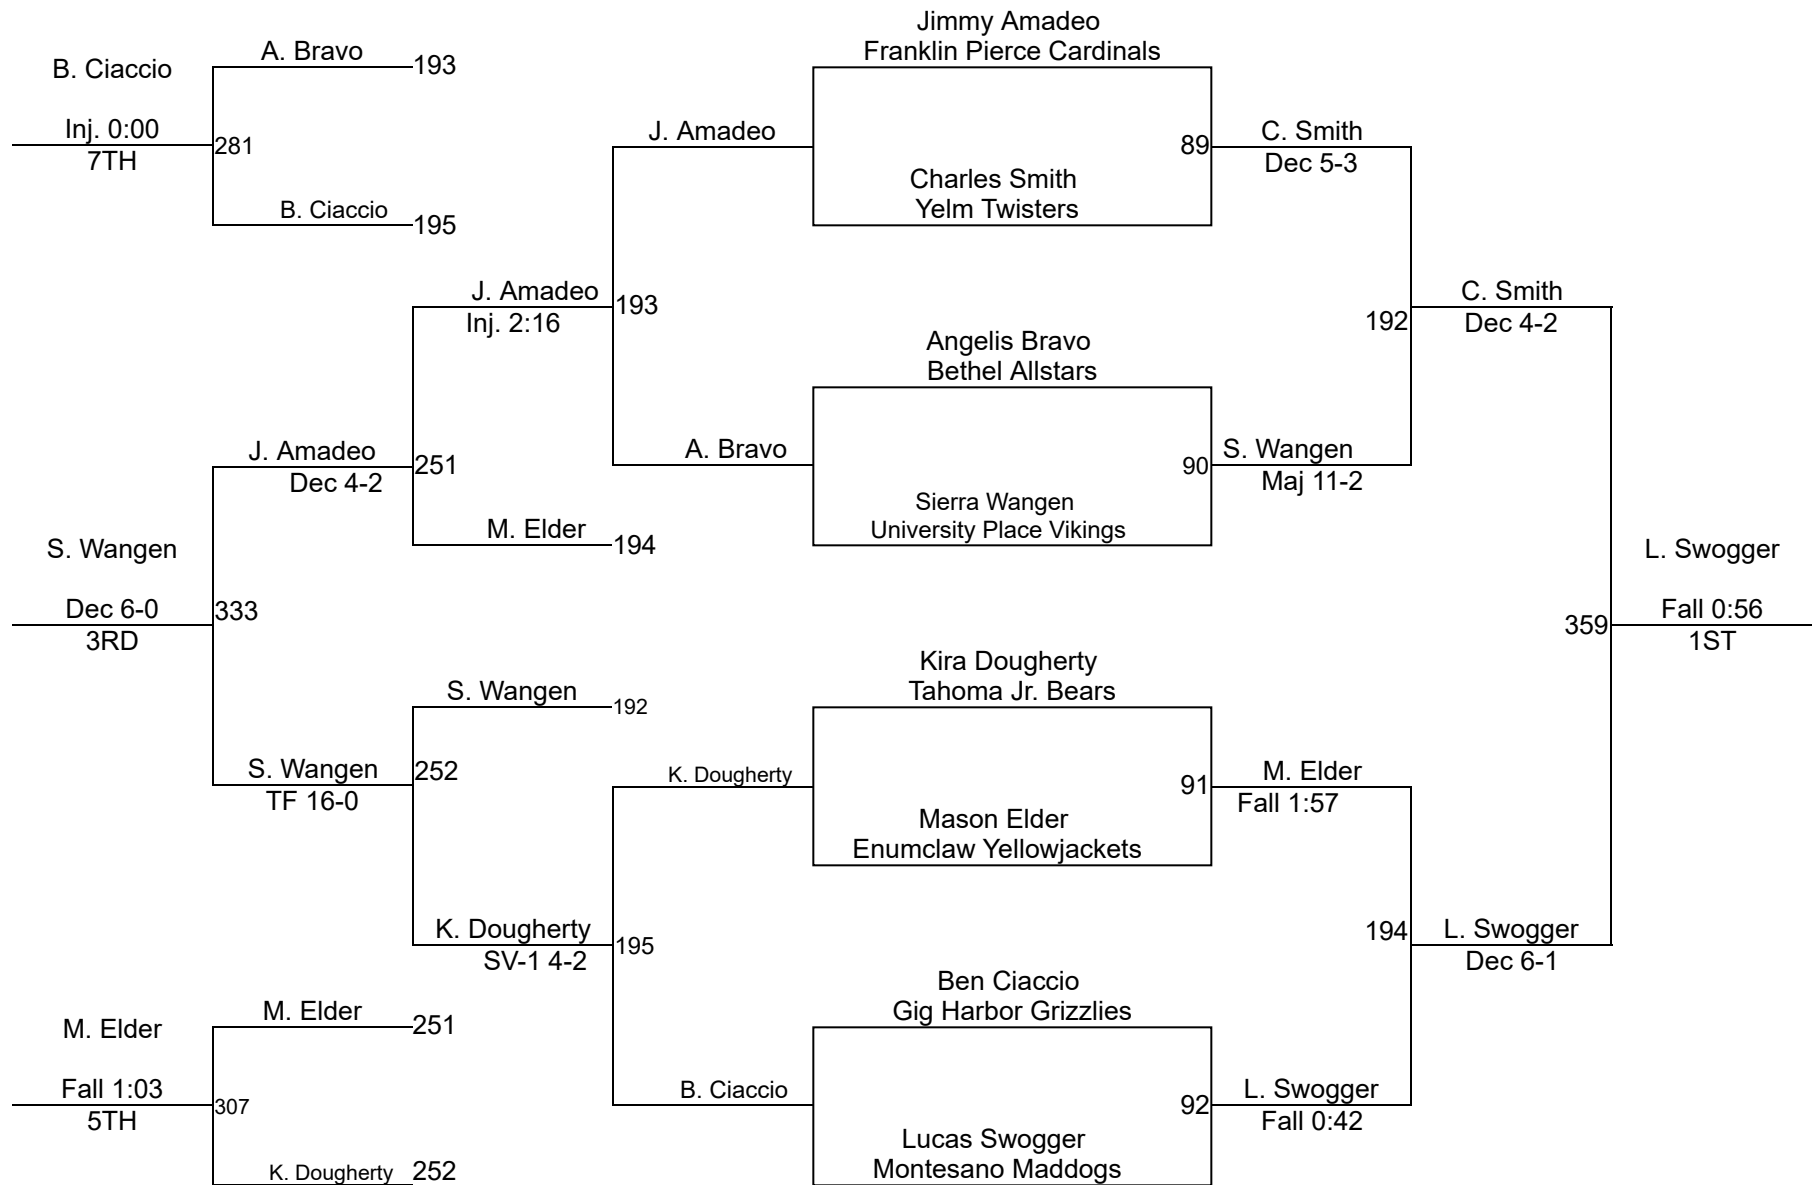 Jimmy Amadeo
Franklin Pierce Cardinals
B. Ciaccio
A. Bravo
193
Inj. 0:00
7TH
281
J. Amadeo
89
C. Smith
Dec 5-3
Charles Smith
Yelm Twisters
B. Ciaccio
195
J. Amadeo
Inj. 2:16
193
192
C. Smith
Dec 4-2
Angelis Bravo
Bethel Allstars
J. Amadeo
Dec 4-2
251
A. Bravo
90
S. Wangen
Maj 11-2
Sierra Wangen
University Place Vikings
M. Elder
194
S. Wangen
Dec 6-0
3RD
333
359
L. Swogger
Fall 0:56
1ST
Kira Dougherty
Tahoma Jr. Bears
S. Wangen
192
S. Wangen
TF 16-0
252
K. Dougherty
91
M. Elder
Fall 1:57
Mason Elder
Enumclaw Yellowjackets
K. Dougherty
SV-1 4-2
195
194
L. Swogger
Dec 6-1
Ben Ciaccio
Gig Harbor Grizzlies
M. Elder
M. Elder
251
Fall 1:03
5TH
307
B. Ciaccio
92
L. Swogger
Fall 0:42
Lucas Swogger
Montesano Maddogs
K. Dougherty
252